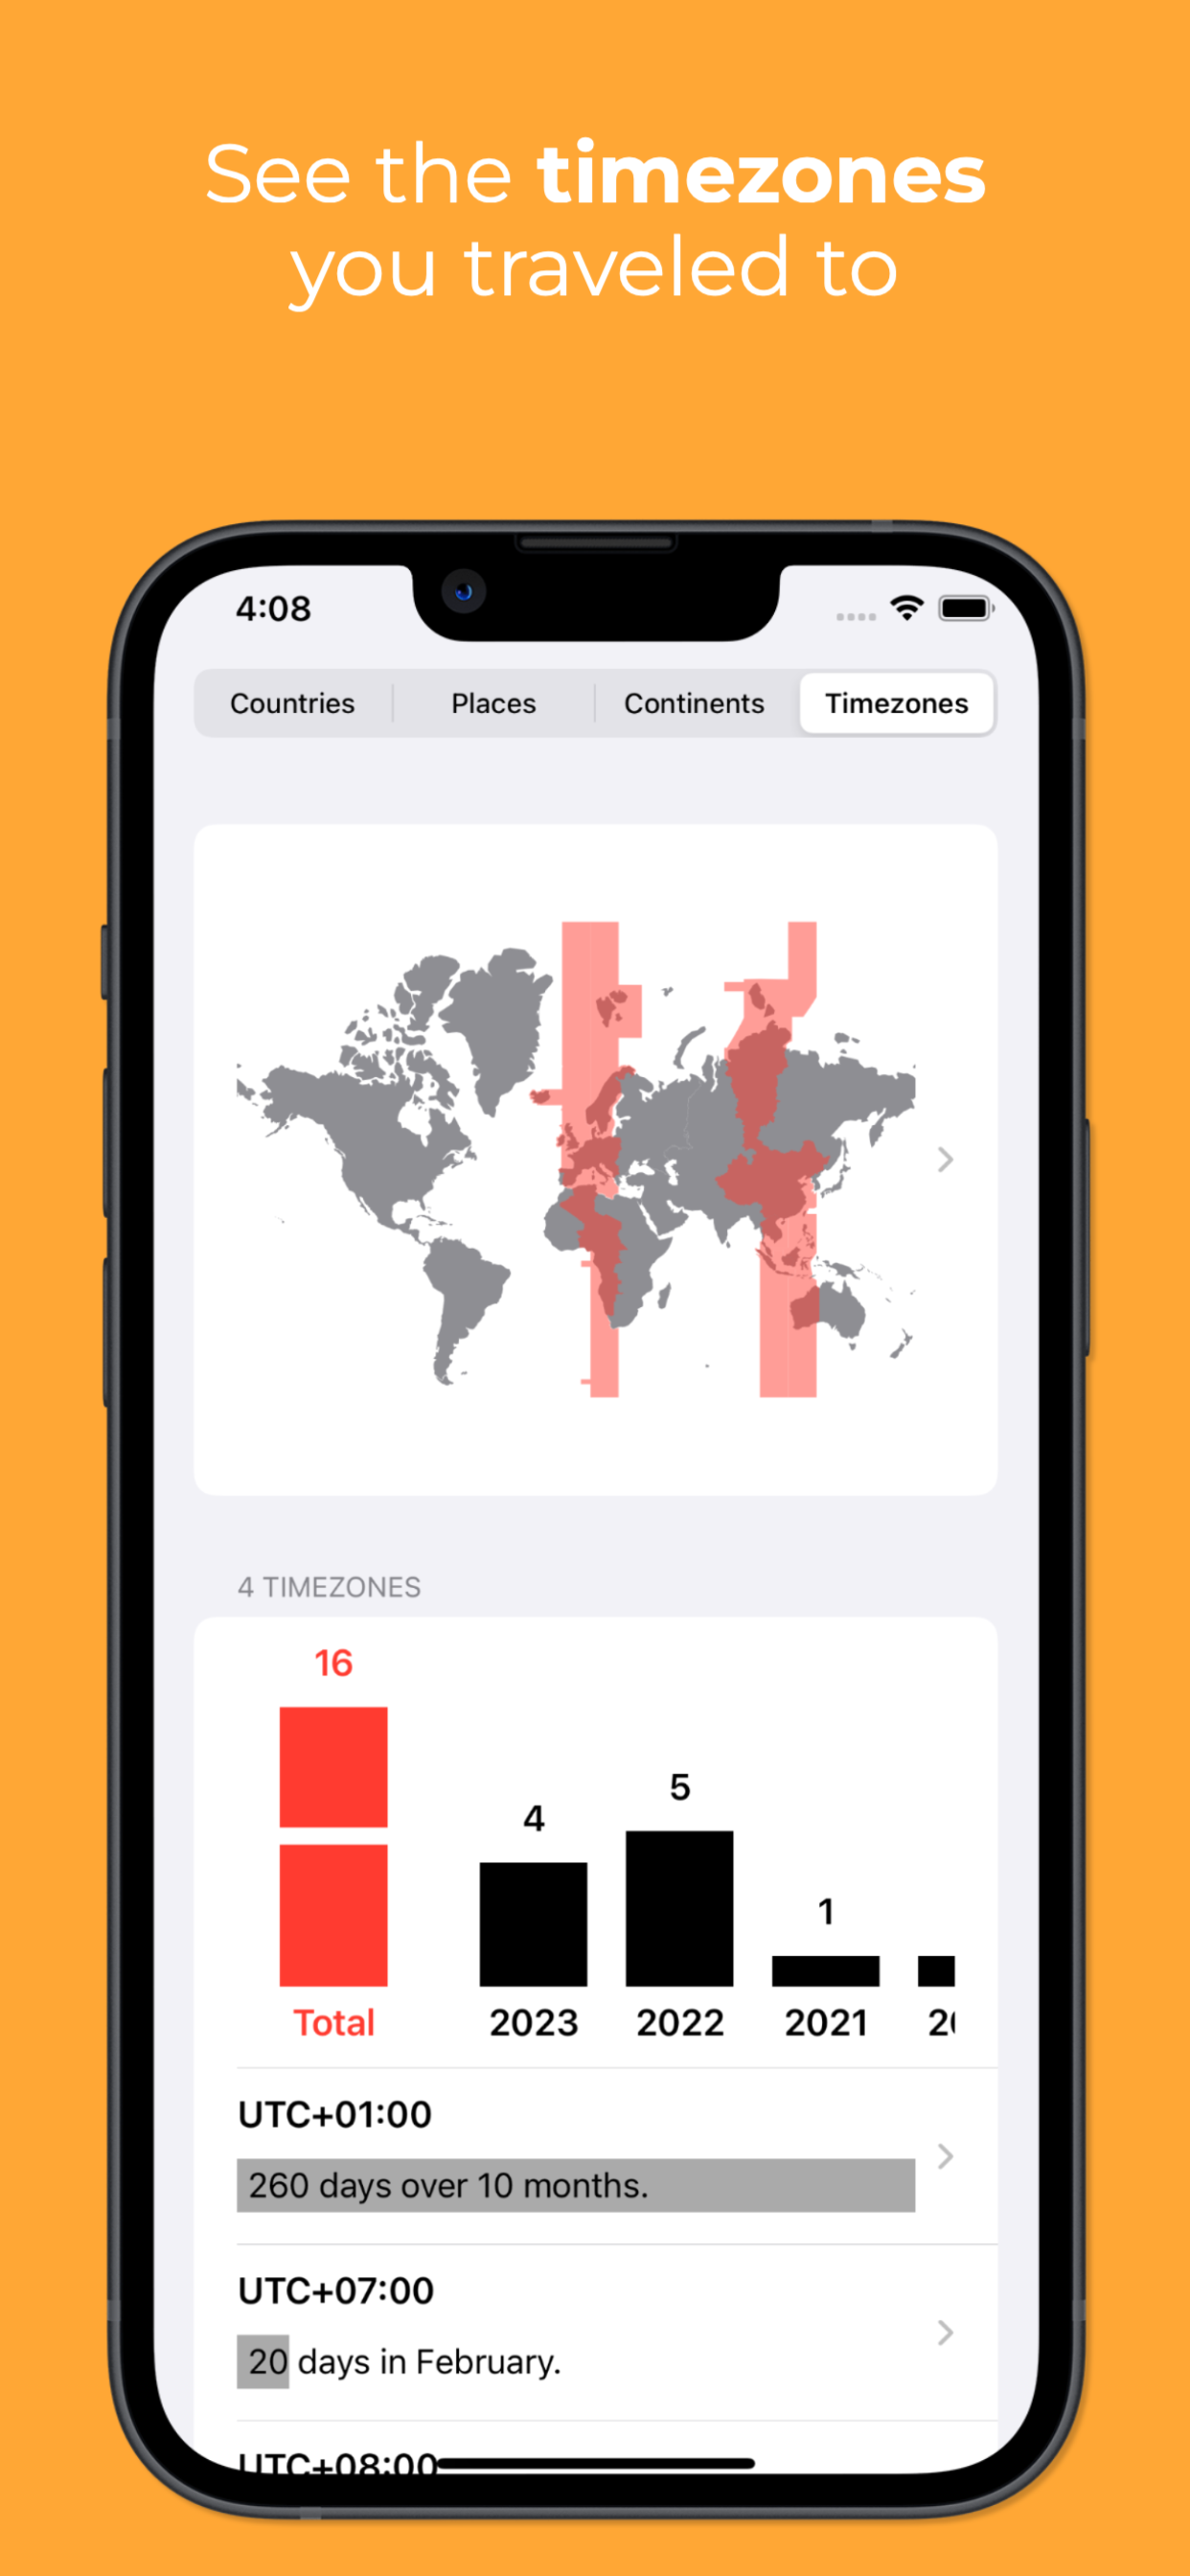 See the timezones
you traveled to
4:08
Countries Places Continents Timezones
4 TIMEZONES
16
4
5
1
Total 2023 2022 2021
UTC+01:00
260 days over 10 months.
UTC+07:00
20 days in February.
UTC+08:00